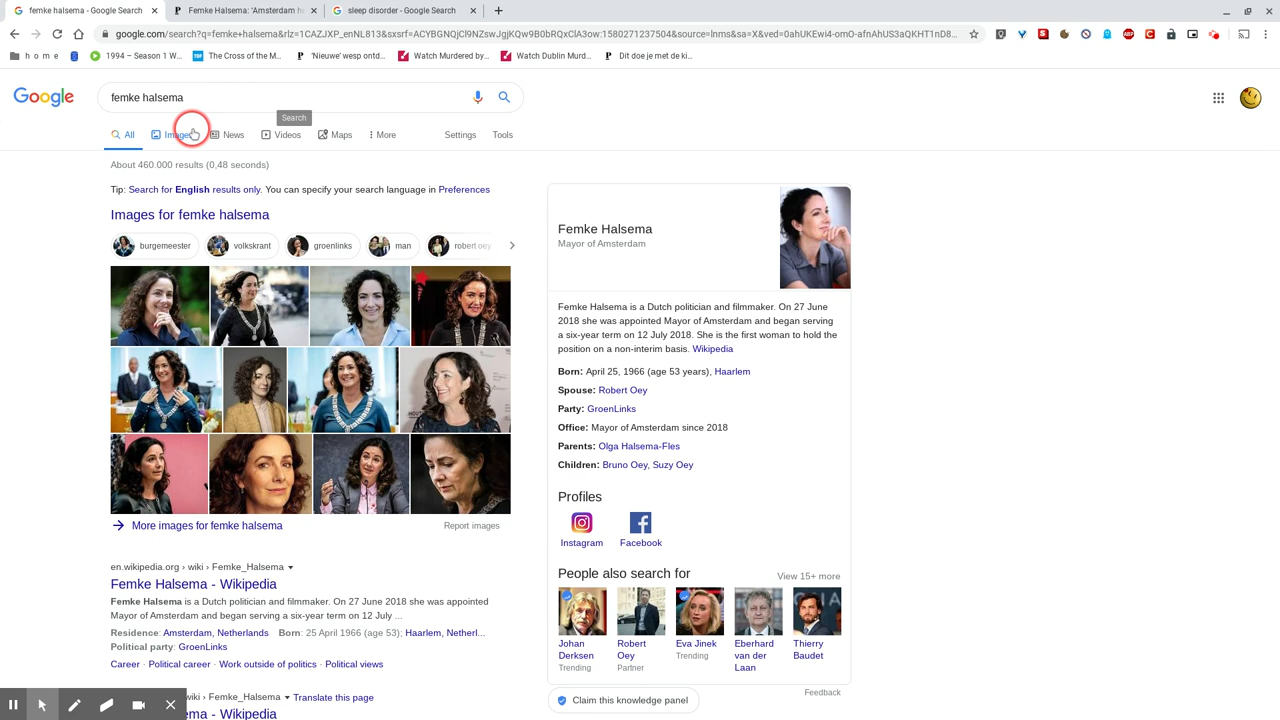 femke halsema - Google Search
Femke Halsema: 'Amsterdam he
sleep disorder - Google Search
google.com/search?q=femke+halsema&rlz=1CAZJXP_enNL813&sxsrf=ACYBGNQjCl9NZswJgjKQw9B0bRQxClA3ow:1580271237504&source=lnms&sa=X&ved=0ahUKEwi4-omO-afnAhUS3aQKHT1nD8...
h o m e
1994 – Season 1 W...
The Cross of the M...
'Nieuwe' wesp ontd...
Watch Murdered by...
Watch Dublin Murd...
Dit doe je met de ki...
Google
femke halsema
Search
All
Images
News
Videos
Maps
More
Settings
Tools
About 460.000 results (0,48 seconds)
Tip: Search for English results only. You can specify your search language in Preferences
Images for femke halsema
burgemeester
volkskrant
groenlinks
man
robert oey
More images for femke halsema
Report images
en.wikipedia.org › wiki › Femke_Halsema
Femke Halsema - Wikipedia
Femke Halsema is a Dutch politician and filmmaker. On 27 June 2018 she was appointed
Mayor of Amsterdam and began serving a six-year term on 12 July ...
Residence: Amsterdam, Netherlands Born: 25 April 1966 (age 53); Haarlem, Netherl...
Political party: GroenLinks
Career · Political career · Work outside of politics · Political views
wiki › Femke_Halsema Translate this page
ema - Wikipedia
Femke Halsema
Mayor of Amsterdam
Femke Halsema is a Dutch politician and filmmaker. On 27 June
2018 she was appointed Mayor of Amsterdam and began serving
a six-year term on 12 July 2018. She is the first woman to hold the
position on a non-interim basis. Wikipedia
Born: April 25, 1966 (age 53 years), Haarlem
Spouse: Robert Oey
Party: GroenLinks
Office: Mayor of Amsterdam since 2018
Parents: Olga Halsema-Fles
Children: Bruno Oey, Suzy Oey
Profiles
Instagram
Facebook
People also search for
View 15+ more
Johan
Derksen
Trending
Robert
Oey
Partner
Eva Jinek
Trending
Eberhard
van der
Laan
Thierry
Baudet
Feedback
Claim this knowledge panel